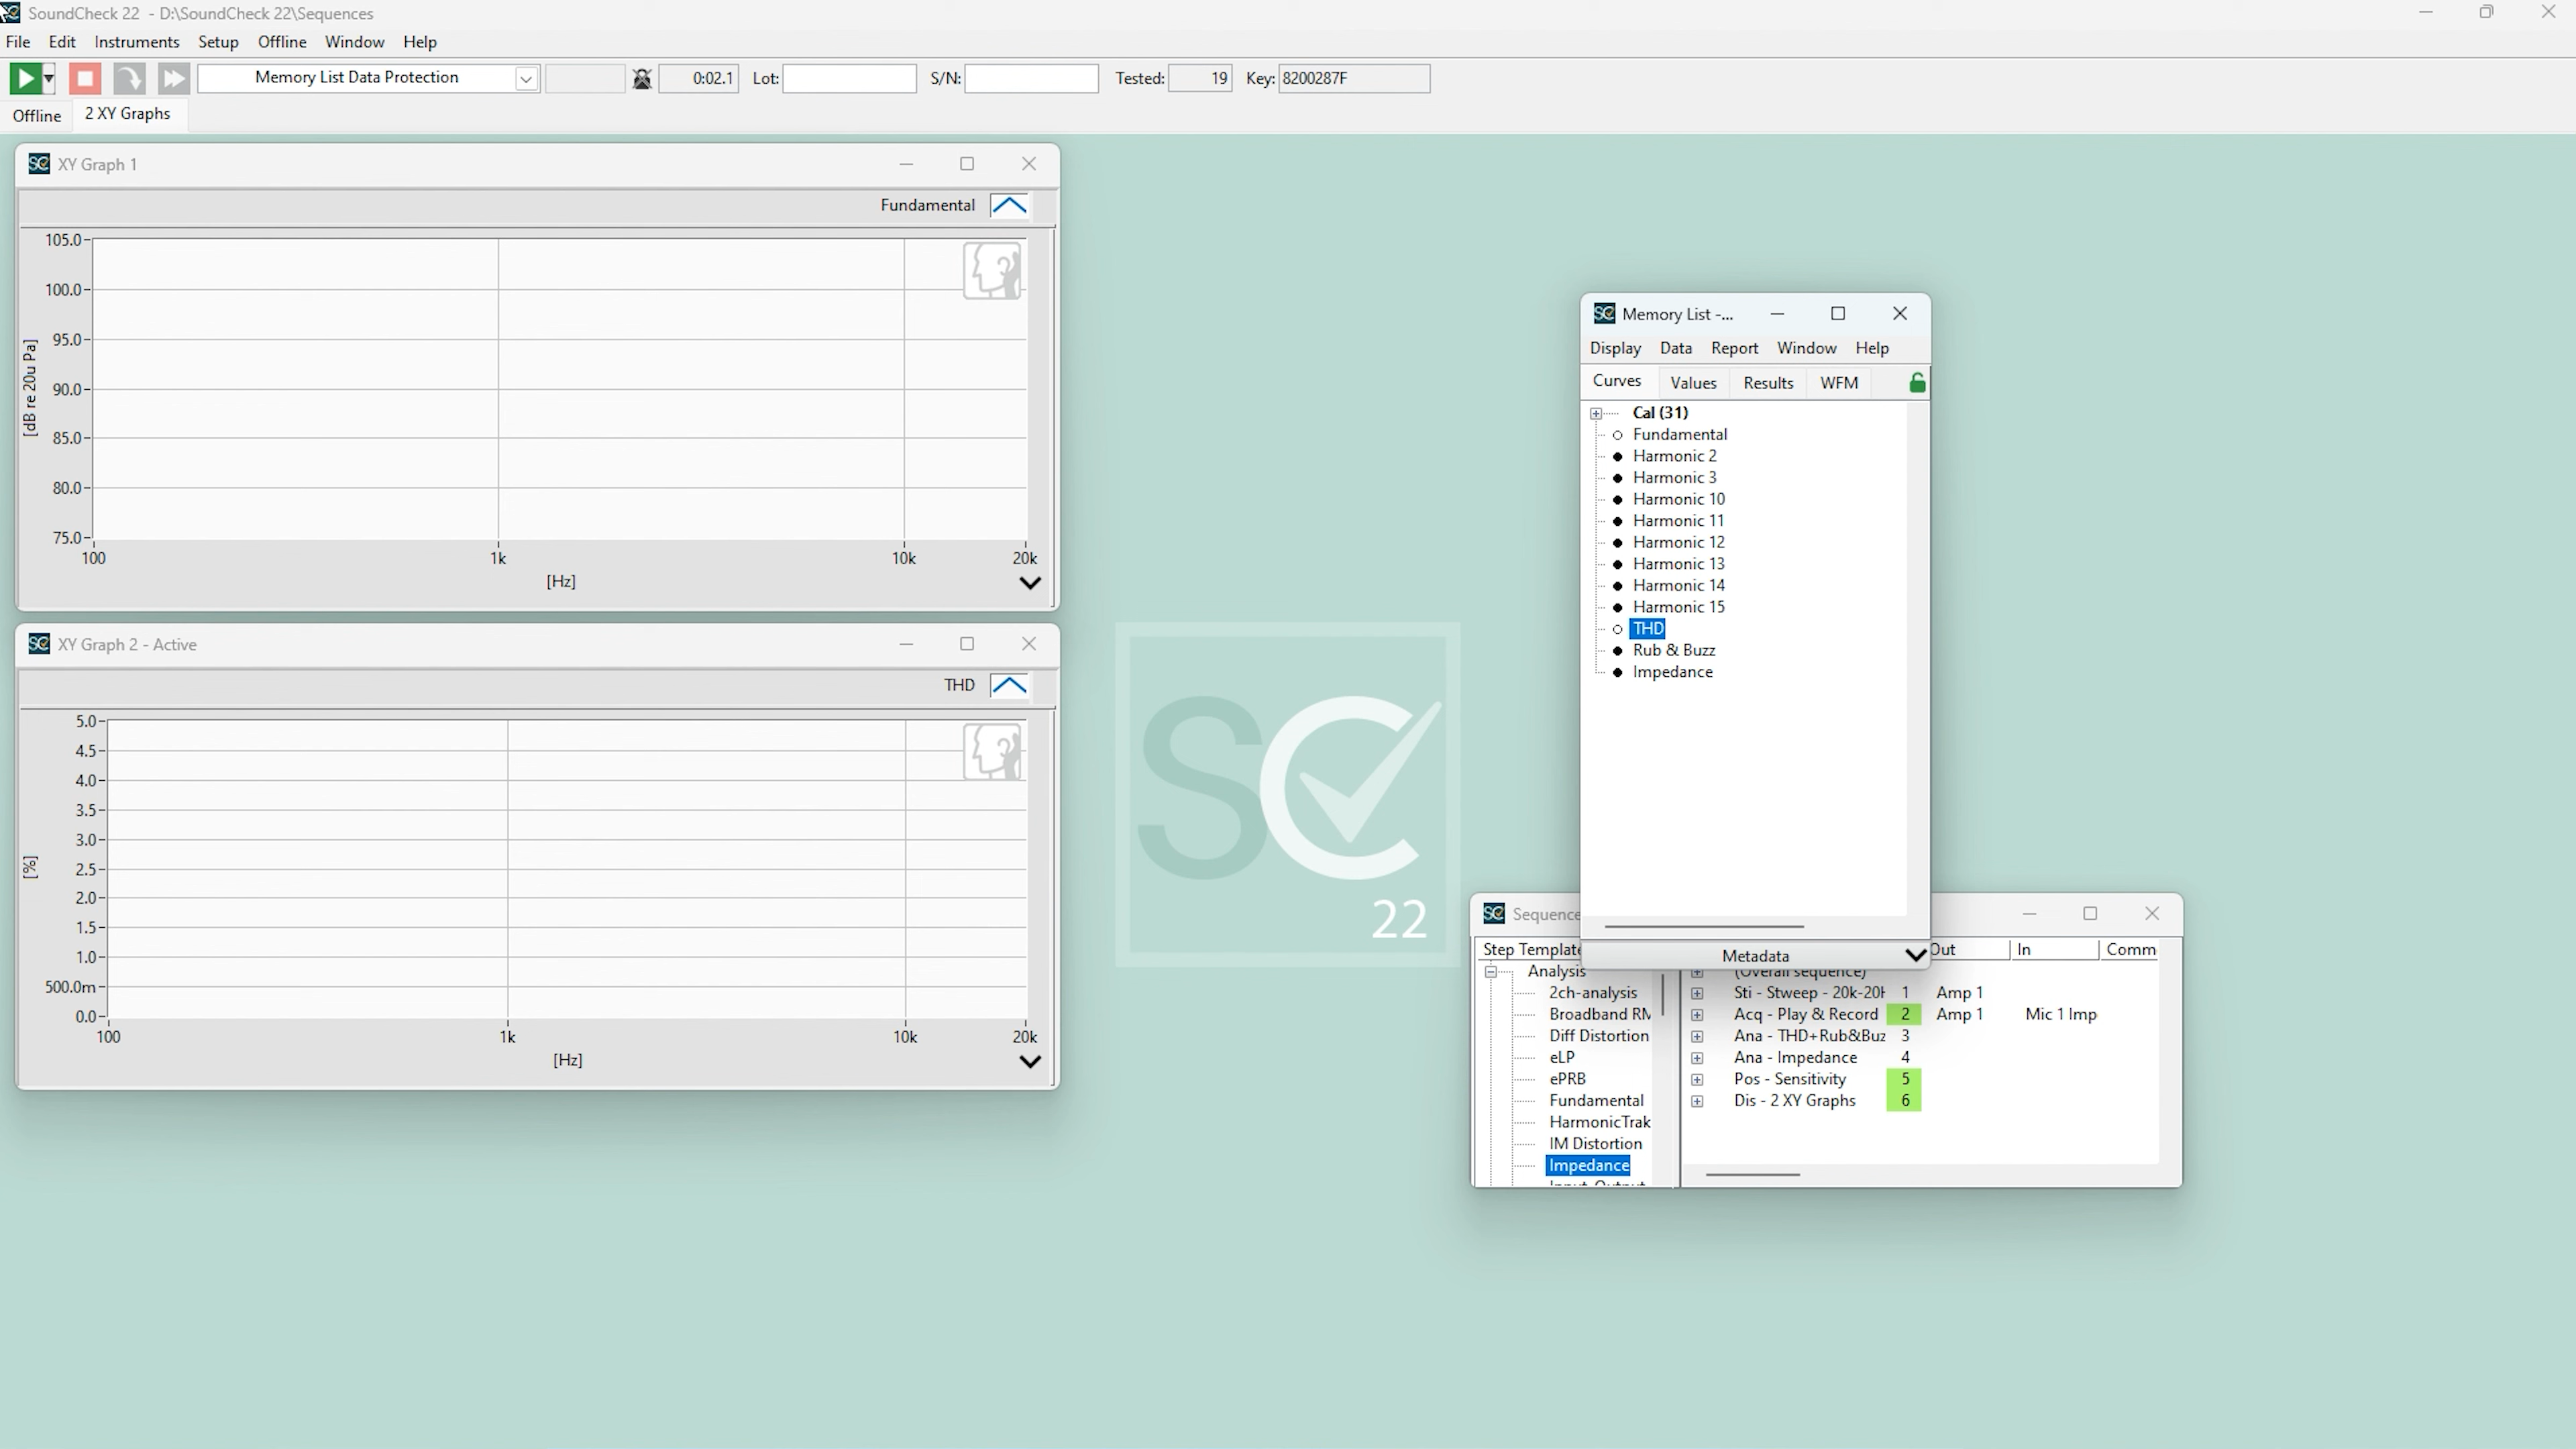 SoundCheck 22 - D:\SoundCheck 22\Sequences
File Edit Instruments Setup Offline Window Help
Memory List Data Protection 0:02.1 Lot: S/N: Tested: 19 Key: 8200287F
Offline 2 XY Graphs
SC XY Graph 1
Fundamental
105.0
100.0
95.0
90.0
85.0
80.0
75.0
[dB re 20u Pa]
100 1k 10k 20k
[Hz]
SC XY Graph 2 - Active
THD
5.0
4.5
4.0
3.5
3.0
2.5
2.0
1.5
1.0
500.0m
0.0
[%]
100 1k 10k 20k
[Hz]
SC
22
SC Memory List -...
Display Data Report Window Help
Curves Values Results WFM
Cal (31)
Fundamental
Harmonic 2
Harmonic 3
Harmonic 10
Harmonic 11
Harmonic 12
Harmonic 13
Harmonic 14
Harmonic 15
THD
Rub & Buzz
Impedance
Metadata
SC Sequence
Step Template
Analysis
2ch-analysis
Broadband RM
Diff Distortion
eLP
ePRB
Fundamental
HarmonicTrak
IM Distortion
Impedance
Out In Comm
(Overall sequence)
Sti - Stweep - 20k-20H 1 Amp 1
Acq - Play & Record 2 Amp 1 Mic 1 Imp
Ana - THD+Rub&Buz 3
Ana - Impedance 4
Pos - Sensitivity 5
Dis - 2 XY Graphs 6